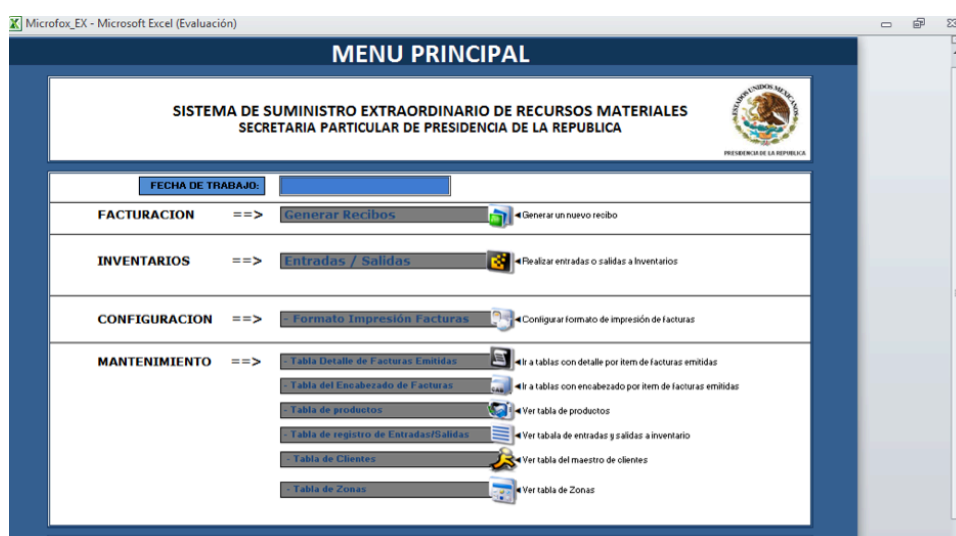 Microfox_EX - Microsoft Excel (Evaluación)
MENU PRINCIPAL
SISTEMA DE SUMINISTRO EXTRAORDINARIO DE RECURSOS MATERIALES
SECRETARIA PARTICULAR DE PRESIDENCIA DE LA REPUBLICA
ESTADOS UNIDOS MEXICANOS
PRESIDENCIA DE LA REPUBLICA
FECHA DE TRABAJO:
FACTURACION ==> Generar Recibos ◄Generar un nuevo recibo
INVENTARIOS ==> Entradas / Salidas ◄Realizar entradas o salidas a Inventarios
CONFIGURACION ==> - Formato Impresión Facturas ◄Configurar formato de impresión de facturas
MANTENIMIENTO ==> - Tabla Detalle de Facturas Emitidas ◄Ir a tablas con detalle por item de facturas emitidas
- Tabla del Encabezado de Facturas ◄Ir a tablas con encabezado por item de facturas emitidas
- Tabla de productos ◄Ver tabla de productos
- Tabla de registro de Entradas/Salidas ◄Ver tabala de entradas y salidas a inventario
- Tabla de Clientes ◄Ver tabla del maestro de clientes
- Tabla de Zonas ◄Ver tabla de Zonas